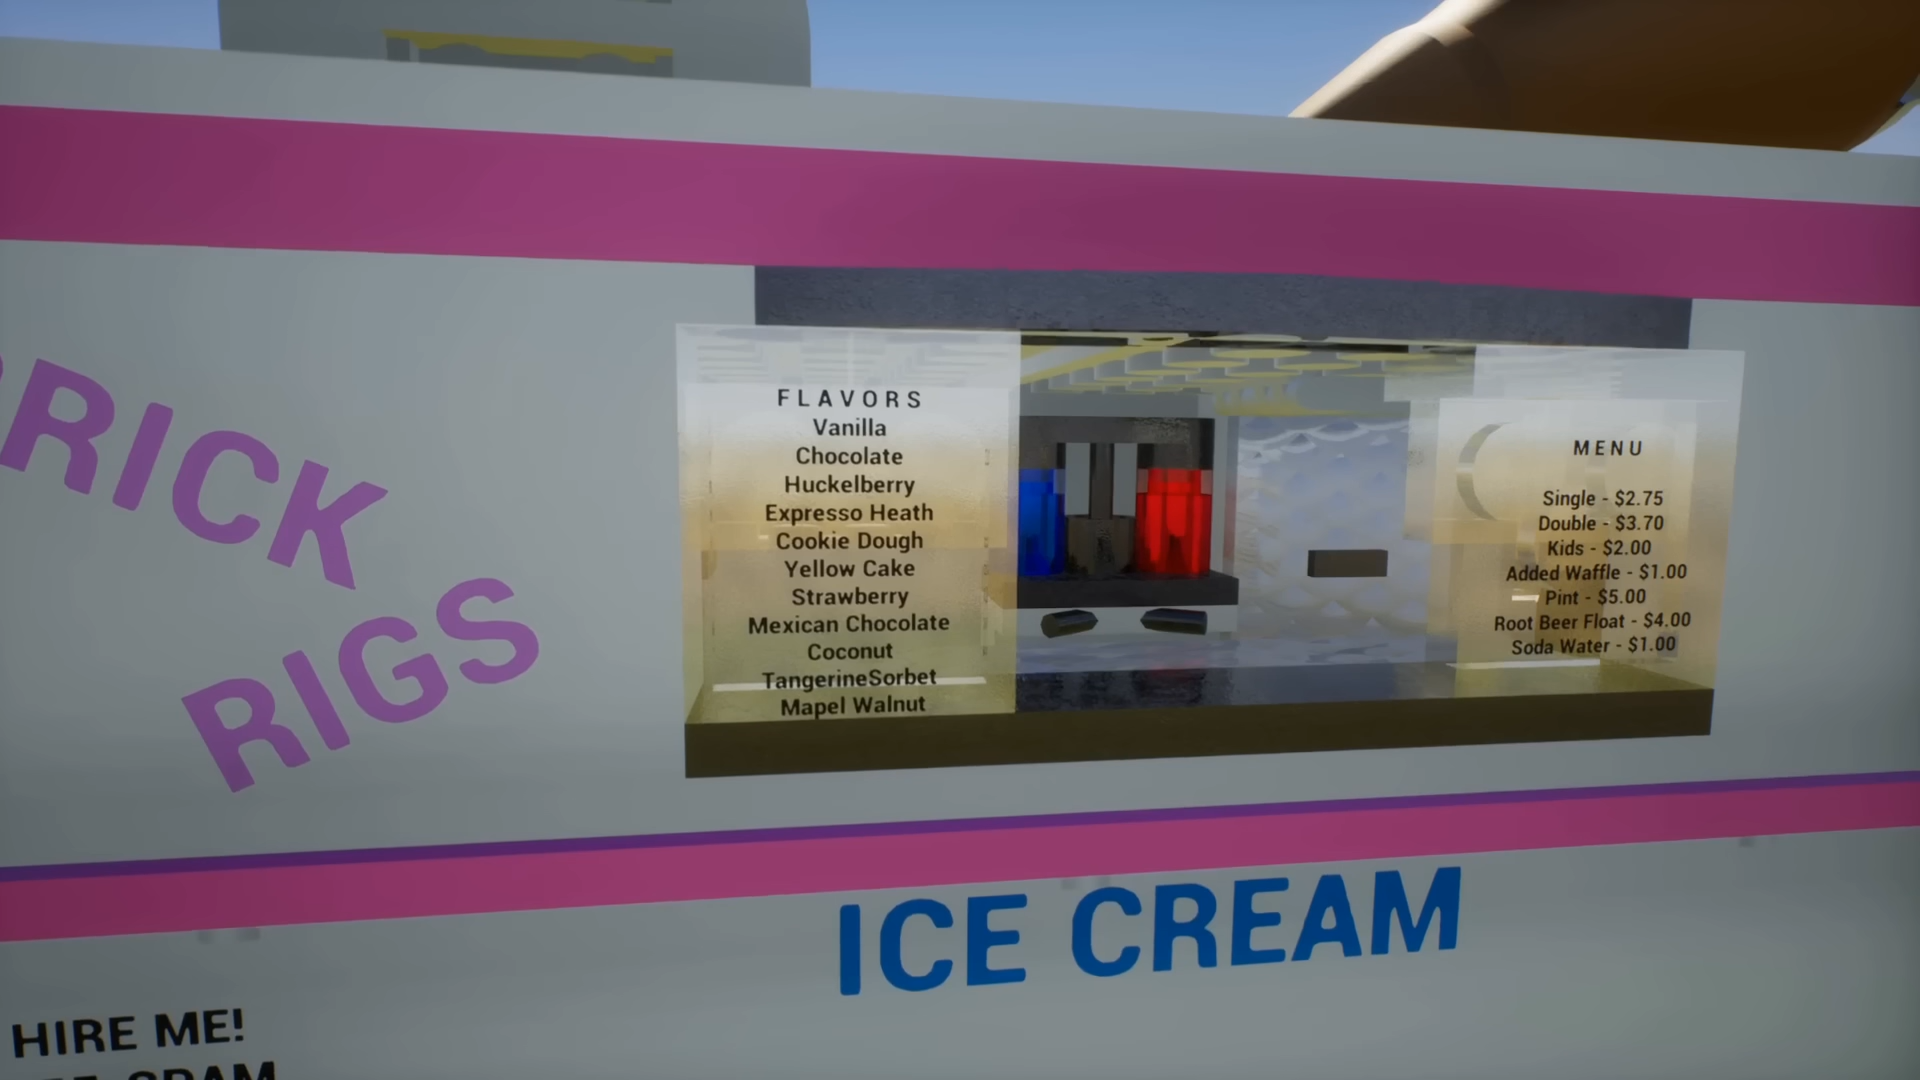 BRICK
RIGS
FLAVORS
Vanilla
Chocolate
Huckelberry
Expresso Heath
Cookie Dough
Yellow Cake
Strawberry
Mexican Chocolate
Coconut
TangerineSorbet
Mapel Walnut
MENU
Single - $2.75
Double - $3.70
Kids - $2.00
Added Waffle - $1.00
Pint - $5.00
Root Beer Float - $4.00
Soda Water - $1.00
ICE CREAM
HIRE ME!